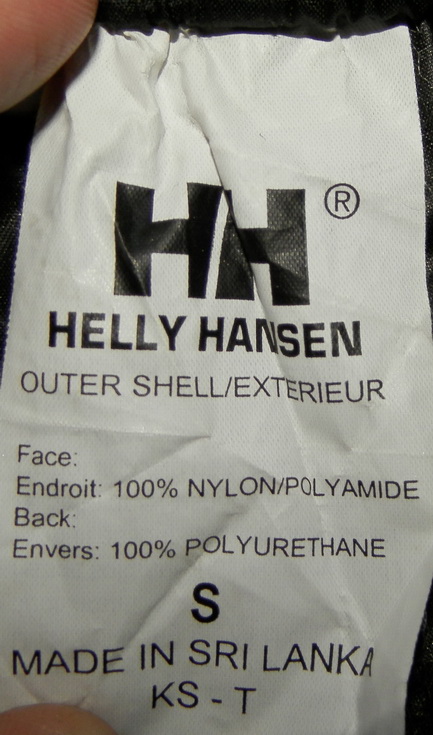 HH®
HELLY HANSEN
OUTER SHELL/EXTERIEUR
Face:
Endroit: 100% NYLON/POLYAMIDE
Back:
Envers: 100% POLYURETHANE
S
MADE IN SRI LANKA
KS - T